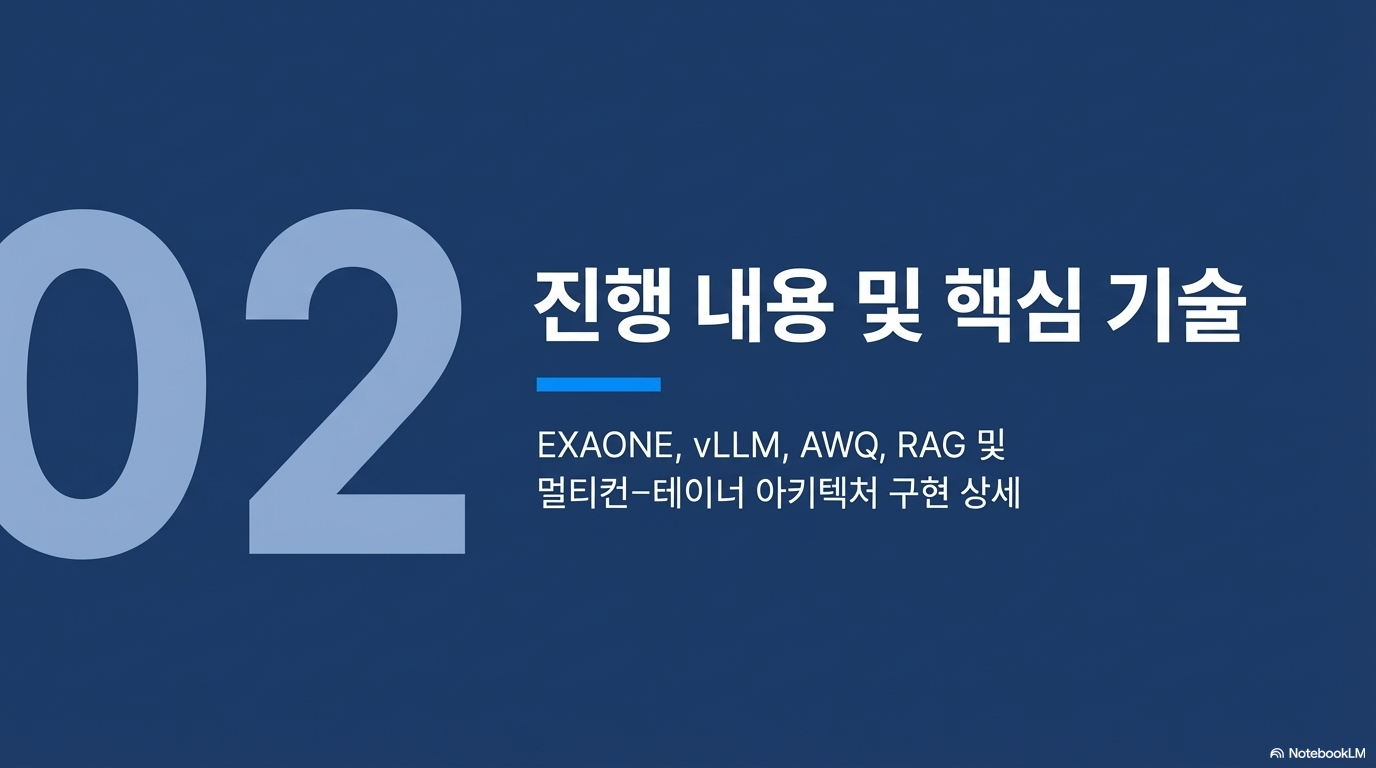 02
진행 내용 및 핵심 기술
EXAONE, vLLM, AWQ, RAG 및
멀티컨-테이너 아키텍처 구현 상세
NotebookLM